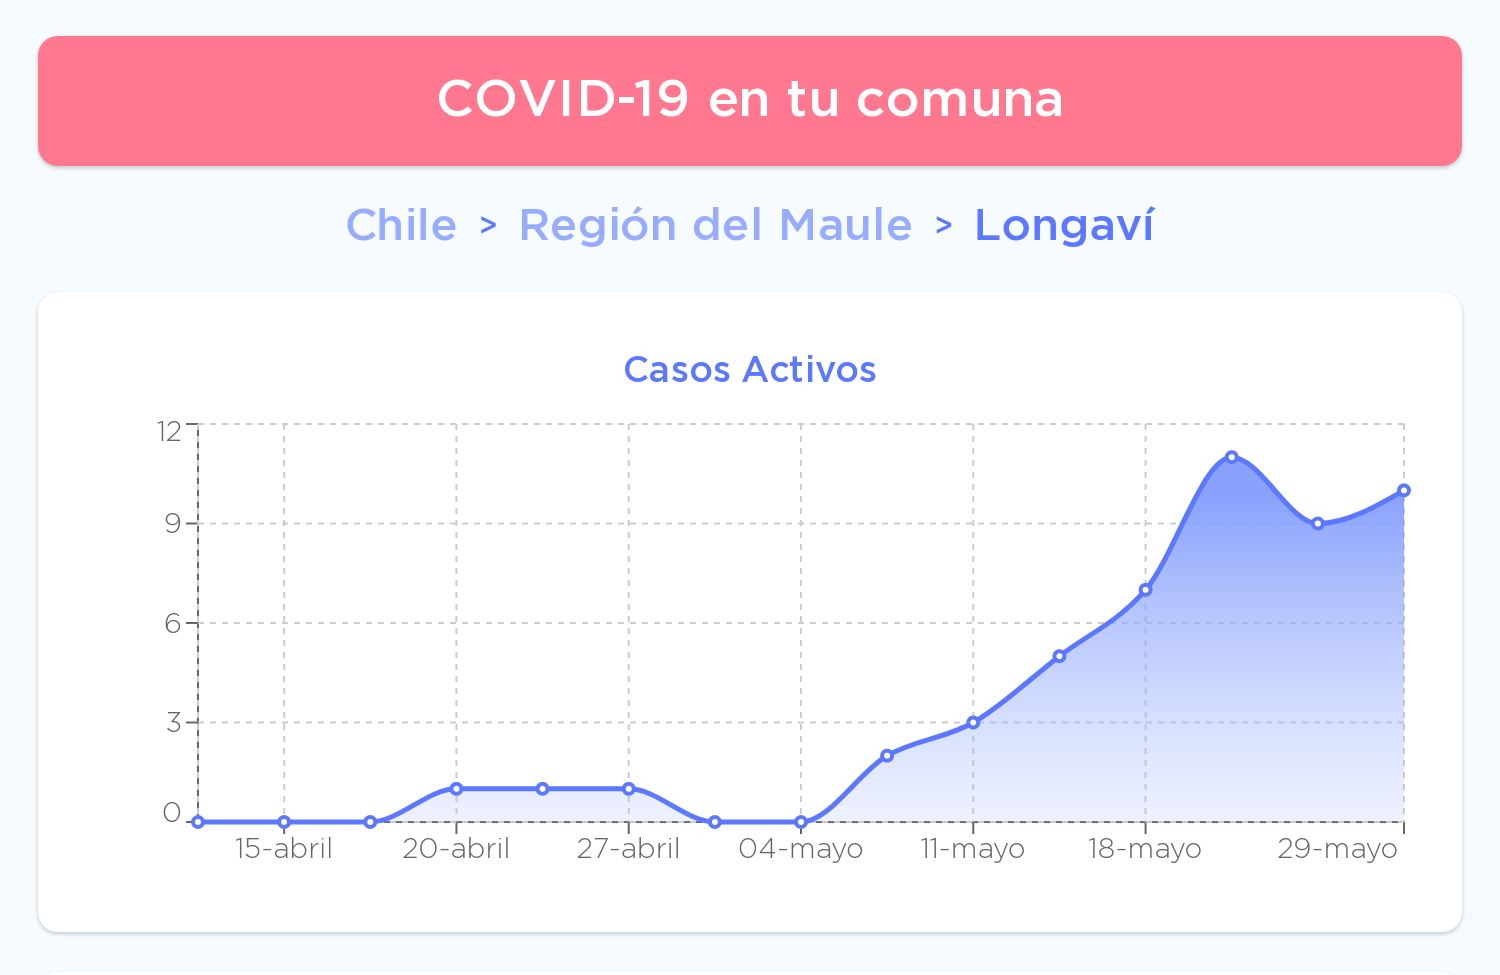 COVID-19 en tu comuna
Chile > Región del Maule > Longaví
Casos Activos
12
9
6
3
0
15-abril 20-abril 27-abril 04-mayo 11-mayo 18-mayo 29-mayo